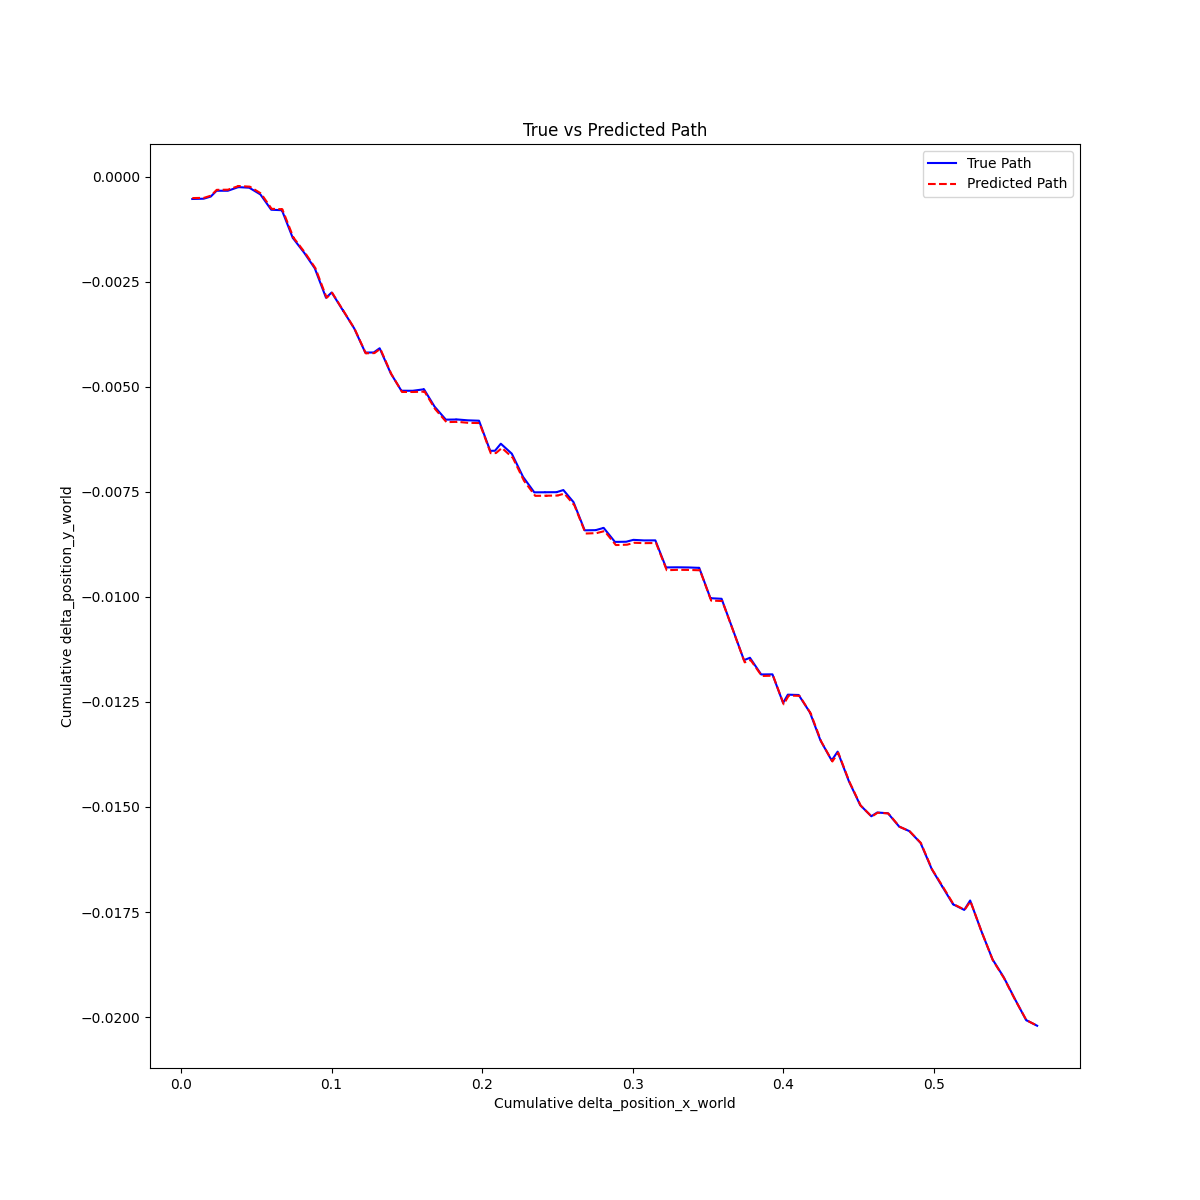 True vs Predicted Path
True Path
Predicted Path
0.0000
−0.0025
−0.0050
−0.0075
−0.0100
−0.0125
−0.0150
−0.0175
−0.0200
Cumulative delta_position_y_world
0.0 0.1 0.2 0.3 0.4 0.5
Cumulative delta_position_x_world